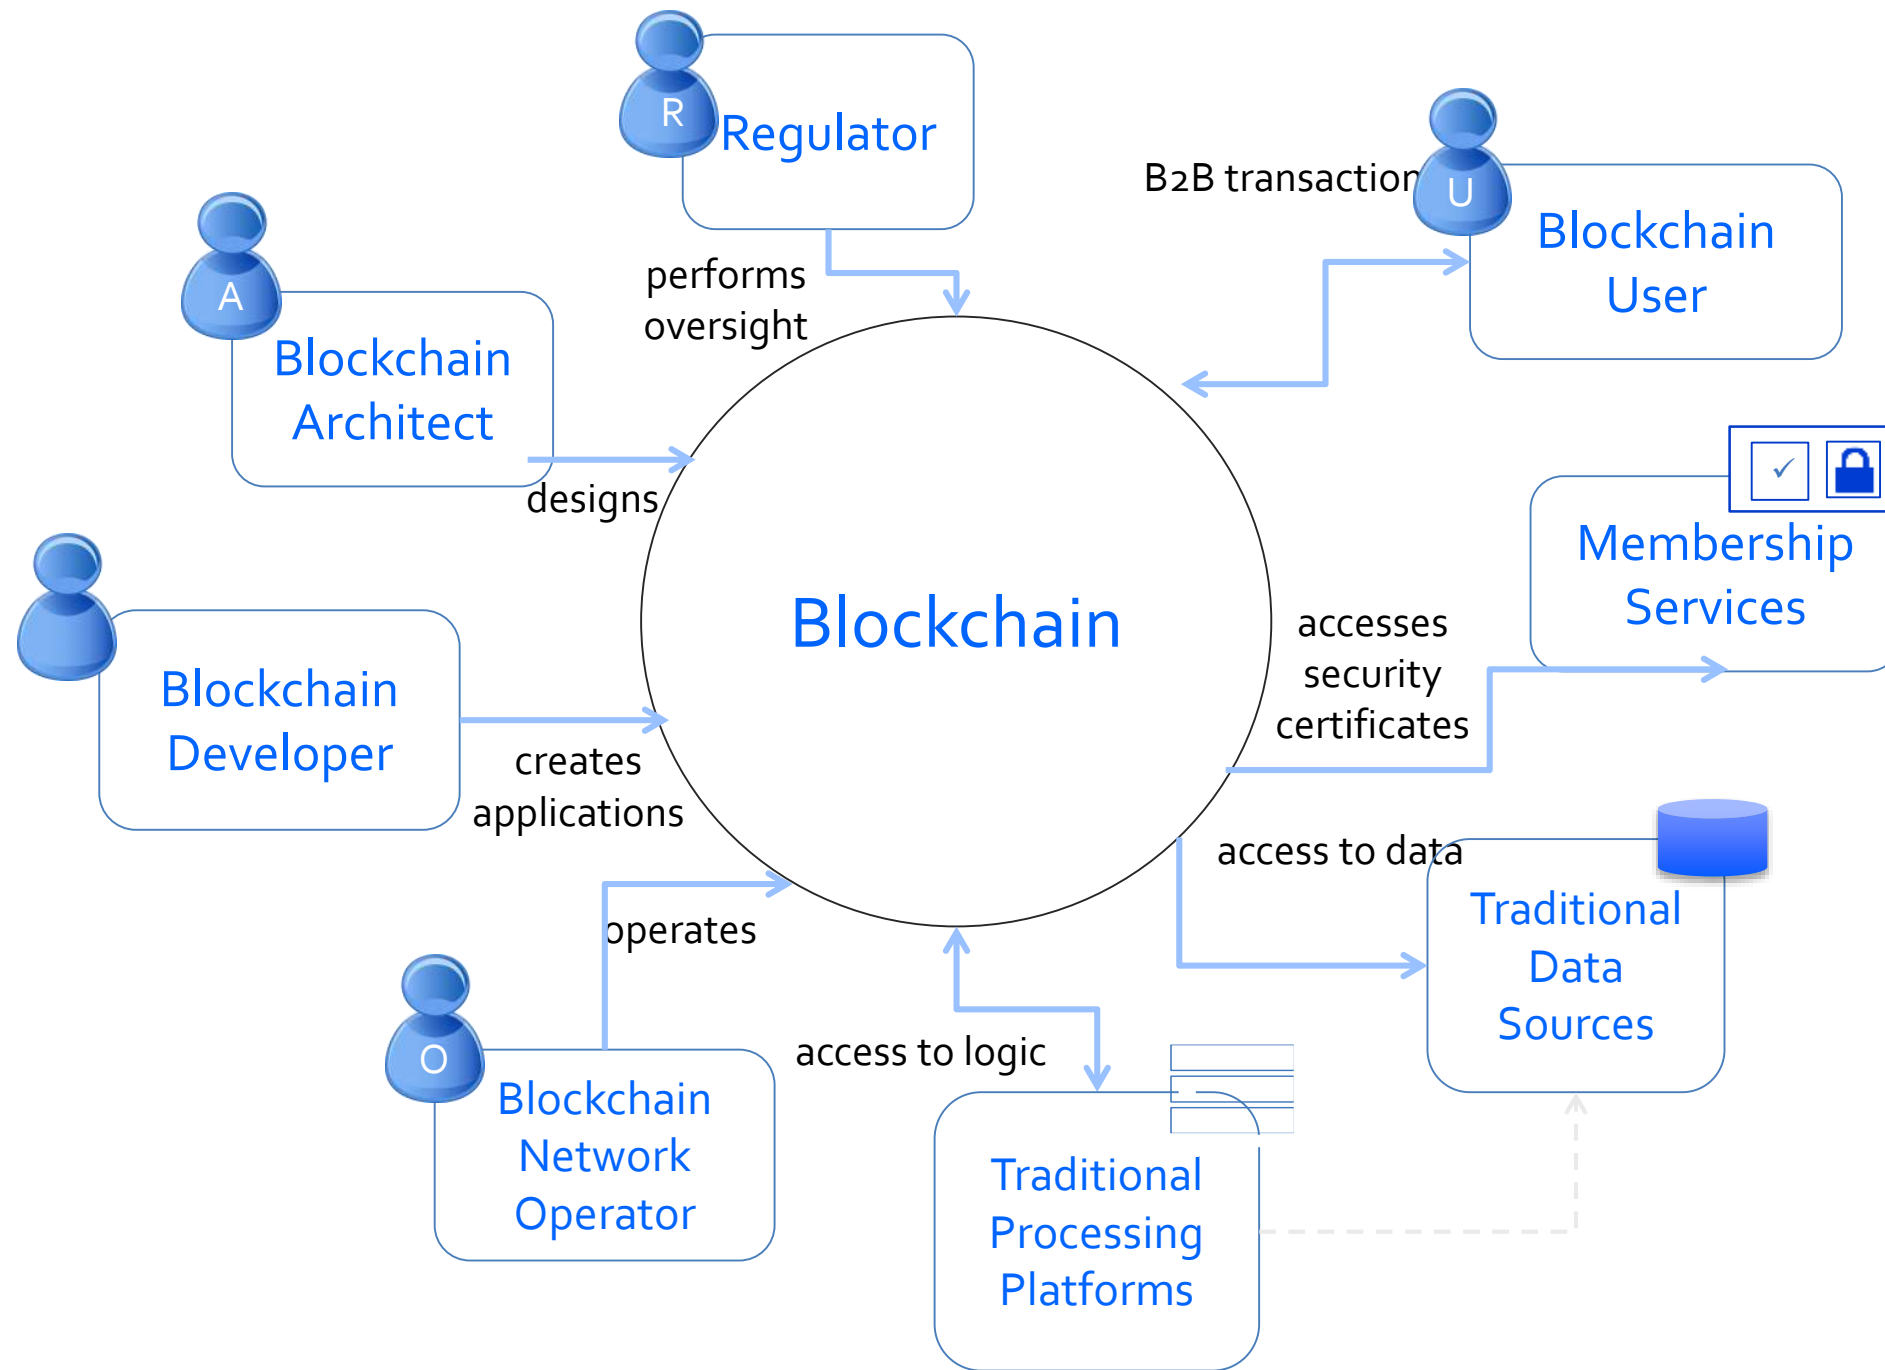 R
Regulator
B2B transaction
U
Blockchain
User
performs
oversight
A
Blockchain
Architect
designs
Blockchain
Membership
Services
accesses
security
certificates
Blockchain
Developer
creates
applications
access to data
Traditional
Data
Sources
operates
O
Blockchain
Network
Operator
access to logic
Traditional
Processing
Platforms